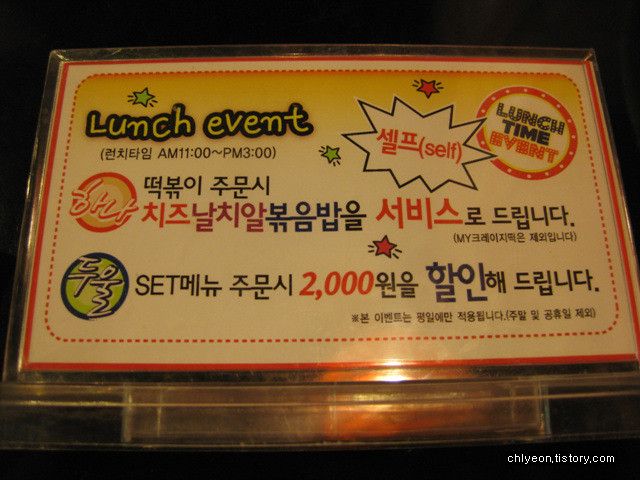 Lunch event
(런치타임 AM11:00~PM3:00)
셀프(self)
LUNCH
TIME
EVENT
하나
떡볶이 주문시
치즈날치알볶음밥을 서비스로 드립니다.
(MY크레이지떡은 제외입니다)
두울
SET메뉴 주문시 2,000원을 할인해 드립니다.
※본 이벤트는 평일에만 적용됩니다.(주말 및 공휴일 제외)
chlyeon.tistory.com